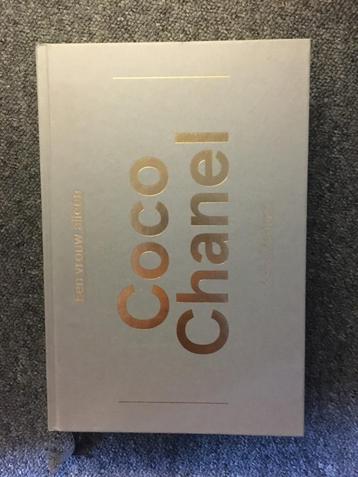 Een vrouw alleen
Coco
Chanel